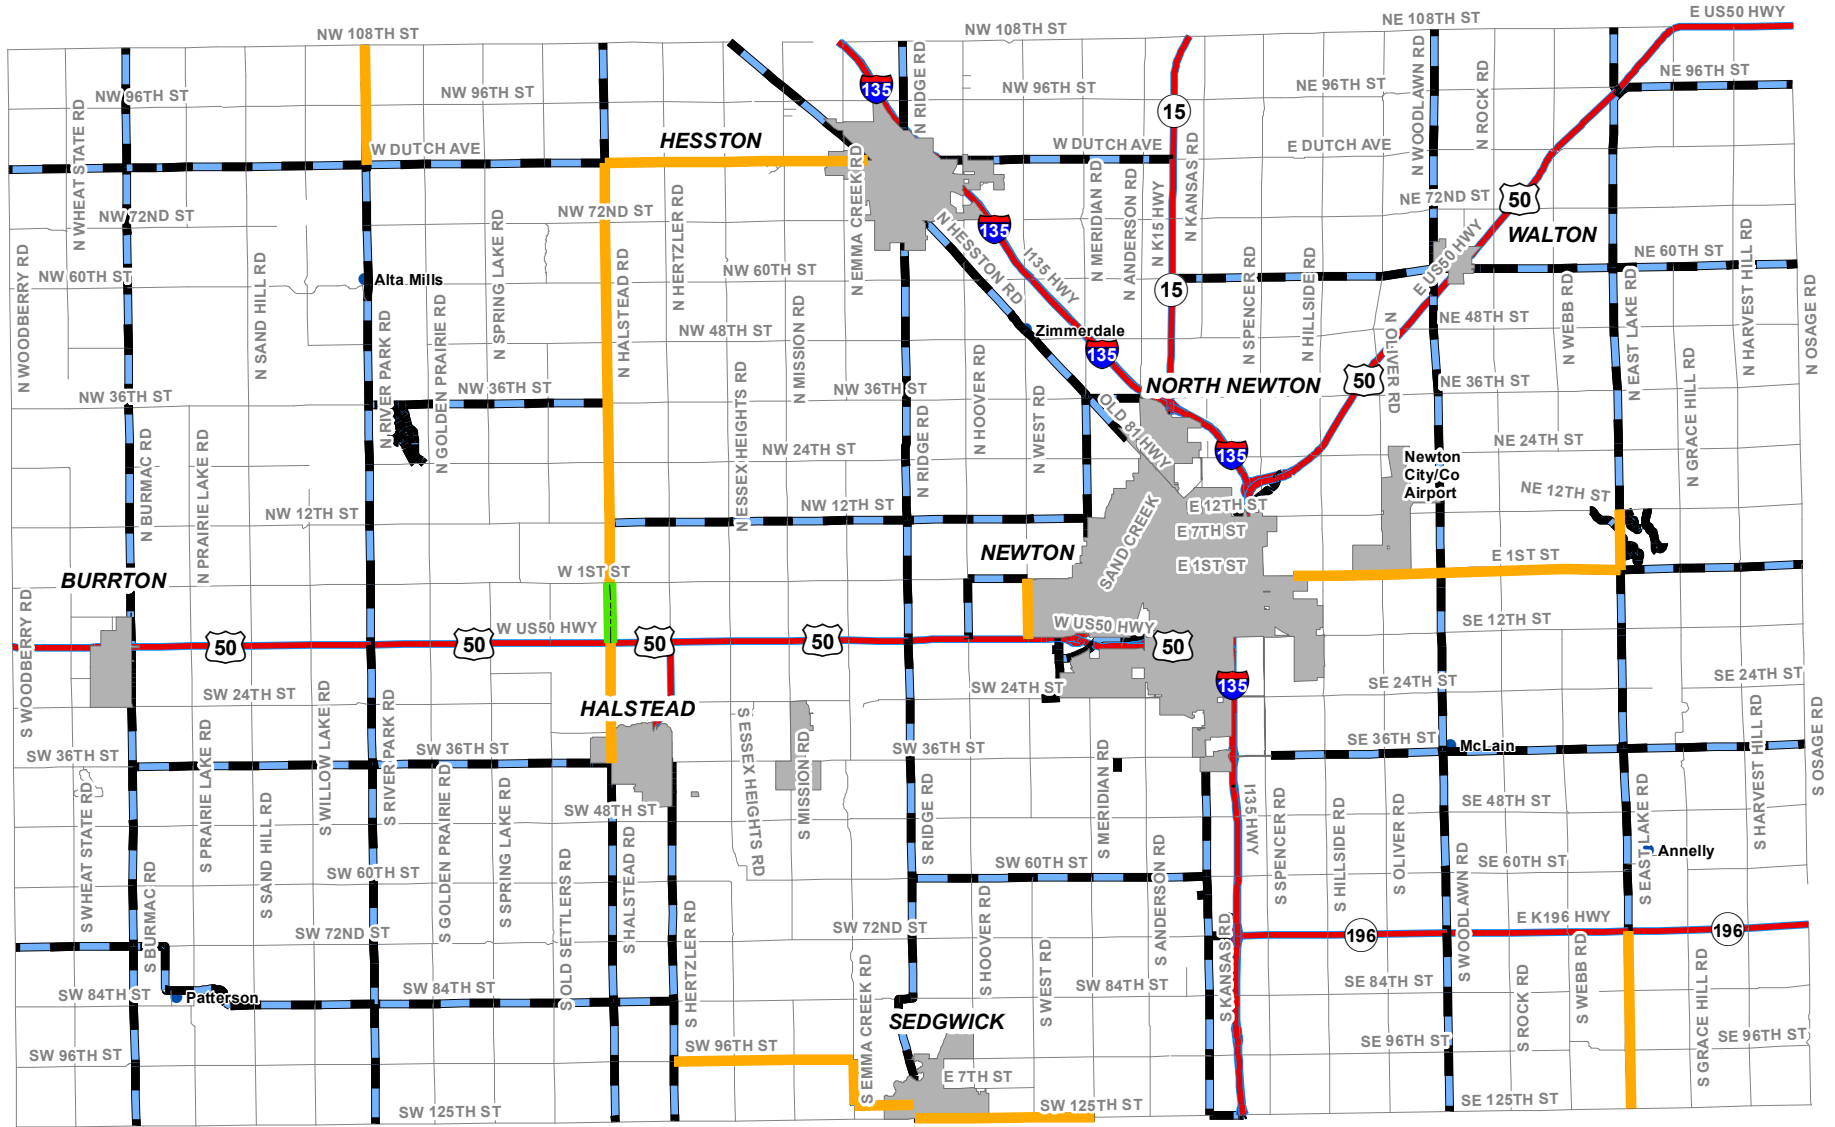 E US50 HWY
NW 108TH ST
NW 108TH ST
NE 108TH ST
NW 96TH ST
NW 96TH ST
NW 96TH ST
NE 96TH ST
NE 96TH ST
135
15
N WHEAT STATE RD
N RIDGE RD
N WOODLAWN RD
N ROCK RD
HESSTON
W DUTCH AVE
W DUTCH AVE
E DUTCH AVE
N EMMA CREEK RD
N KANSAS RD
NW 72ND ST
NW 72ND ST
NE 72ND ST
50
WALTON
N HERTZLER RD
N HESSTON RD
135
I135 HWY
N MERIDIAN RD
N ANDERSON RD
N K15 HWY
E US50 HWY
N WOODBERRY RD
NW 60TH ST
NW 60TH ST
NE 60TH ST
Alta Mills
N SAND HILL RD
N SPRING LAKE RD
N HALSTEAD RD
15
N SPENCER RD
N HILLSIDE RD
N HARVEST HILL RD
N OSAGE RD
N RIVER PARK RD
N GOLDEN PRAIRIE RD
N MISSION RD
NW 48TH ST
Zimmerdale
NE 48TH ST
N WEBB RD
N EAST LAKE RD
135
N OLIVER RD
NW 36TH ST
NW 36TH ST
NW 36TH ST
NORTH NEWTON
50
NE 36TH ST
N GRACE HILL RD
N HOOVER RD
N WEST RD
OLD 81 HWY
N BURMAC RD
N PRAIRIE LAKE RD
N ESSEX HEIGHTS RD
NW 24TH ST
N RIDGE RD
135
NE 24TH ST
Newton
City/Co
Airport
NE 12TH ST
NW 12TH ST
NW 12TH ST
E 12TH ST
E 7TH ST
SAND CREEK
NEWTON
E 1ST ST
E 1ST ST
W 1ST ST
BURRTON
S WOODBERRY RD
W US50 HWY
W US50 HWY
SE 12TH ST
50
50
50
50
50
SW 24TH ST
SW 24TH ST
135
SE 24TH ST
SE 24TH ST
HALSTEAD
S WILLOW LAKE RD
S RIVER PARK RD
S PRAIRIE LAKE RD
S ESSEX HEIGHTS RD
S MISSION RD
SW 36TH ST
SW 36TH ST
SW 36TH ST
SE 36TH ST
McLain
S MERIDIAN RD
S HARVEST HILL RD
S OSAGE RD
S WHEAT STATE RD
S SAND HILL RD
S GOLDEN PRAIRIE RD
S SPRING LAKE RD
SW 48TH ST
SE 48TH ST
S RIDGE RD
I135 HWY
S SPENCER RD
S HILLSIDE RD
S OLIVER RD
S EAST LAKE RD
Annelly
S HALSTEAD RD
S OLD SETTLERS RD
SW 60TH ST
SW 60TH ST
SE 60TH ST
S BURMAC RD
S HERTZLER RD
S HOOVER RD
S ANDERSON RD
S WOODLAWN RD
SW 72ND ST
SW 72ND ST
E K196 HWY
196
196
S KANSAS RD
S WEST RD
S EMMA CREEK RD
SW 84TH ST
Patterson
SW 84TH ST
SW 84TH ST
SE 84TH ST
S ROCK RD
S WEBB RD
S GRACE HILL RD
SEDGWICK
SW 96TH ST
SW 96TH ST
SE 96TH ST
SE 96TH ST
E 7TH ST
SW 125TH ST
SW 125TH ST
SE 125TH ST